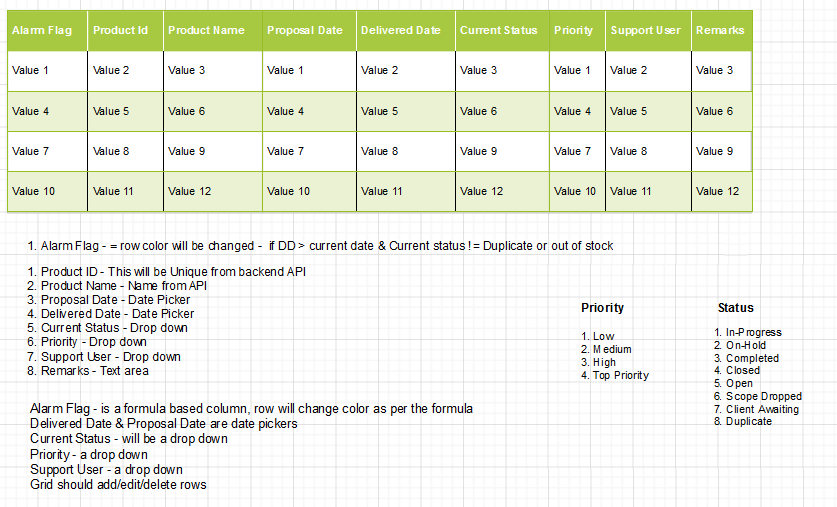 Alarm Flag Product Id Product Name Proposal Date Delivered Date Current Status Priority Support User Remarks
Value 1 Value 2 Value 3 Value 1 Value 2 Value 3 Value 1 Value 2 Value 3
Value 4 Value 5 Value 6 Value 4 Value 5 Value 6 Value 4 Value 5 Value 6
Value 7 Value 8 Value 9 Value 7 Value 8 Value 9 Value 7 Value 8 Value 9
Value 10 Value 11 Value 12 Value 10 Value 11 Value 12 Value 10 Value 11 Value 12
1. Alarm Flag - = row color will be changed - if DD > current date & Current status != Duplicate or out of stock
1. Product ID - This will be Unique from backend API
2. Product Name - Name from API
3. Proposal Date - Date Picker
4. Delivered Date - Date Picker
5. Current Status - Drop down
6. Priority - Drop down
7. Support User - Drop down
8. Remarks - Text area
Priority
1. Low
2. Medium
3. High
4. Top Priority
Status
1. In-Progress
2. On-Hold
3. Completed
4. Closed
5. Open
6. Scope Dropped
7. Client Awaiting
8. Duplicate
Alarm Flag - is a formula based column, row will change color as per the formula
Delivered Date & Proposal Date are date pickers
Current Status - will be a drop down
Priority - a drop down
Support User - a drop down
Grid should add/edit/delete rows